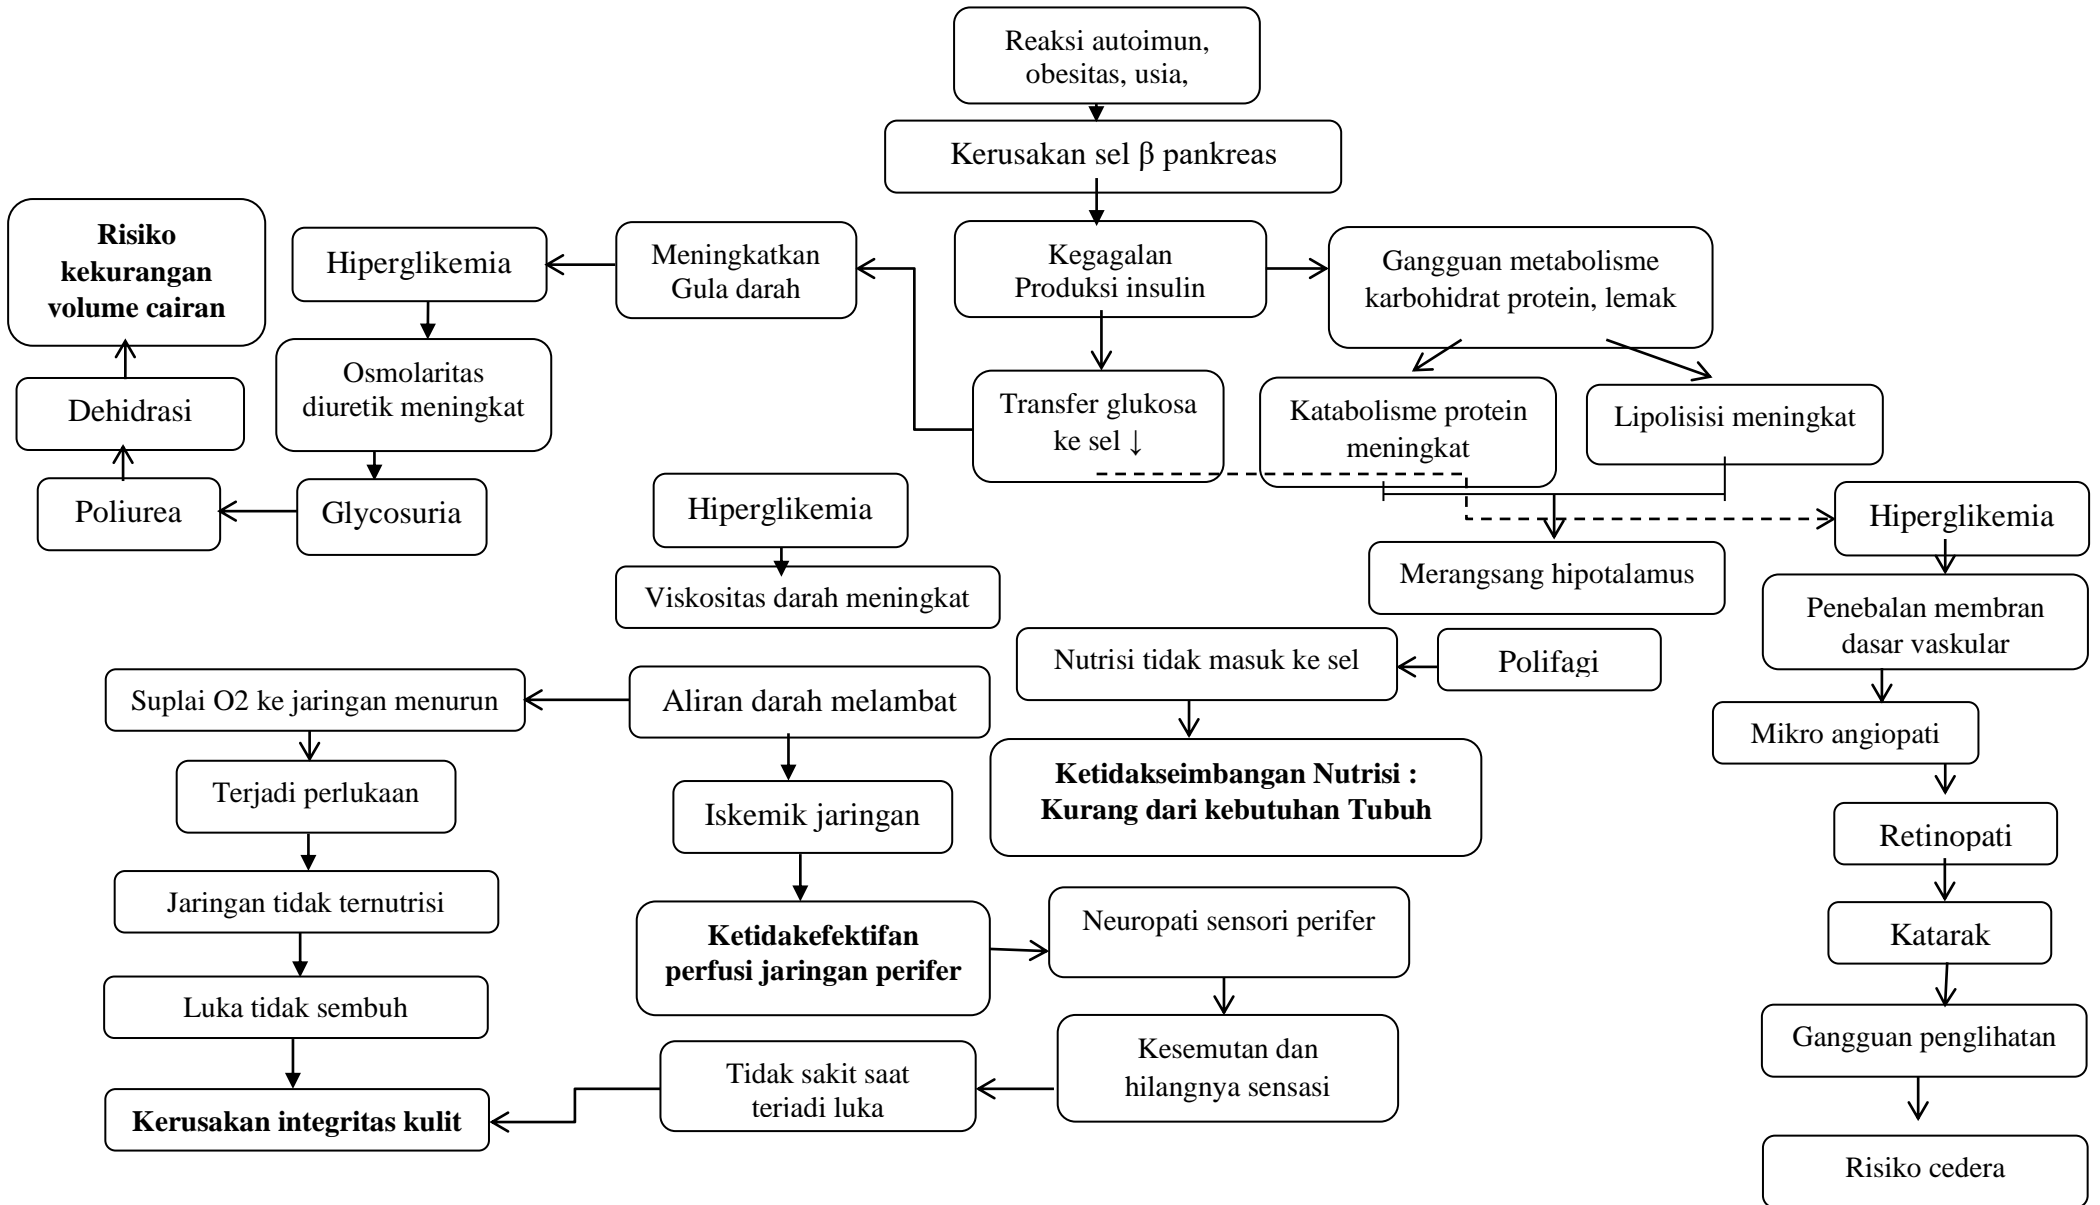 Reaksi autoimun,
obesitas, usia,
Kerusakan sel β pankreas
Risiko
kekurangan
volume cairan
Hiperglikemia
Meningkatkan
Gula darah
Kegagalan
Produksi insulin
Gangguan metabolisme
karbohidrat protein, lemak
Dehidrasi
Osmolaritas
diuretik meningkat
Transfer glukosa
ke sel ↓
Katabolisme protein
meningkat
Lipolisisi meningkat
Poliurea
Glycosuria
Hiperglikemia
Hiperglikemia
Viskositas darah meningkat
Merangsang hipotalamus
Penebalan membran
dasar vaskular
Nutrisi tidak masuk ke sel
Polifagi
Suplai O2 ke jaringan menurun
Aliran darah melambat
Mikro angiopati
Ketidakseimbangan Nutrisi :
Kurang dari kebutuhan Tubuh
Terjadi perlukaan
Iskemik jaringan
Retinopati
Jaringan tidak ternutrisi
Ketidakefektifan
perfusi jaringan perifer
Neuropati sensori perifer
Katarak
Luka tidak sembuh
Gangguan penglihatan
Kesemutan dan
hilangnya sensasi
Tidak sakit saat
terjadi luka
Kerusakan integritas kulit
Risiko cedera